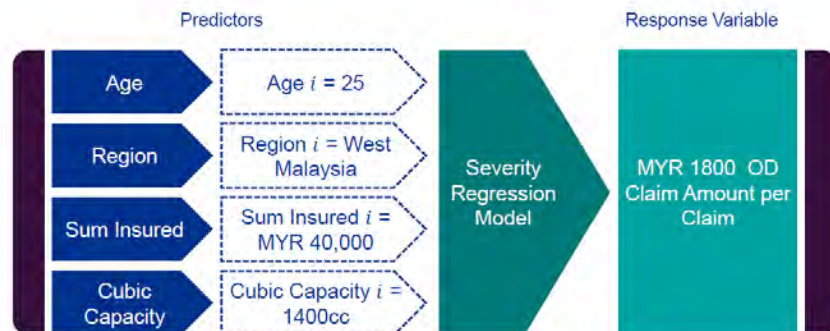 Predictors
Response Variable
Age
Age i = 25
Region
Region i = West
Malaysia
Sum Insured
Sum Insured i =
MYR 40,000
Cubic
Capacity
Cubic Capacity i =
1400cc
Severity
Regression
Model
MYR 1800 OD
Claim Amount per
Claim